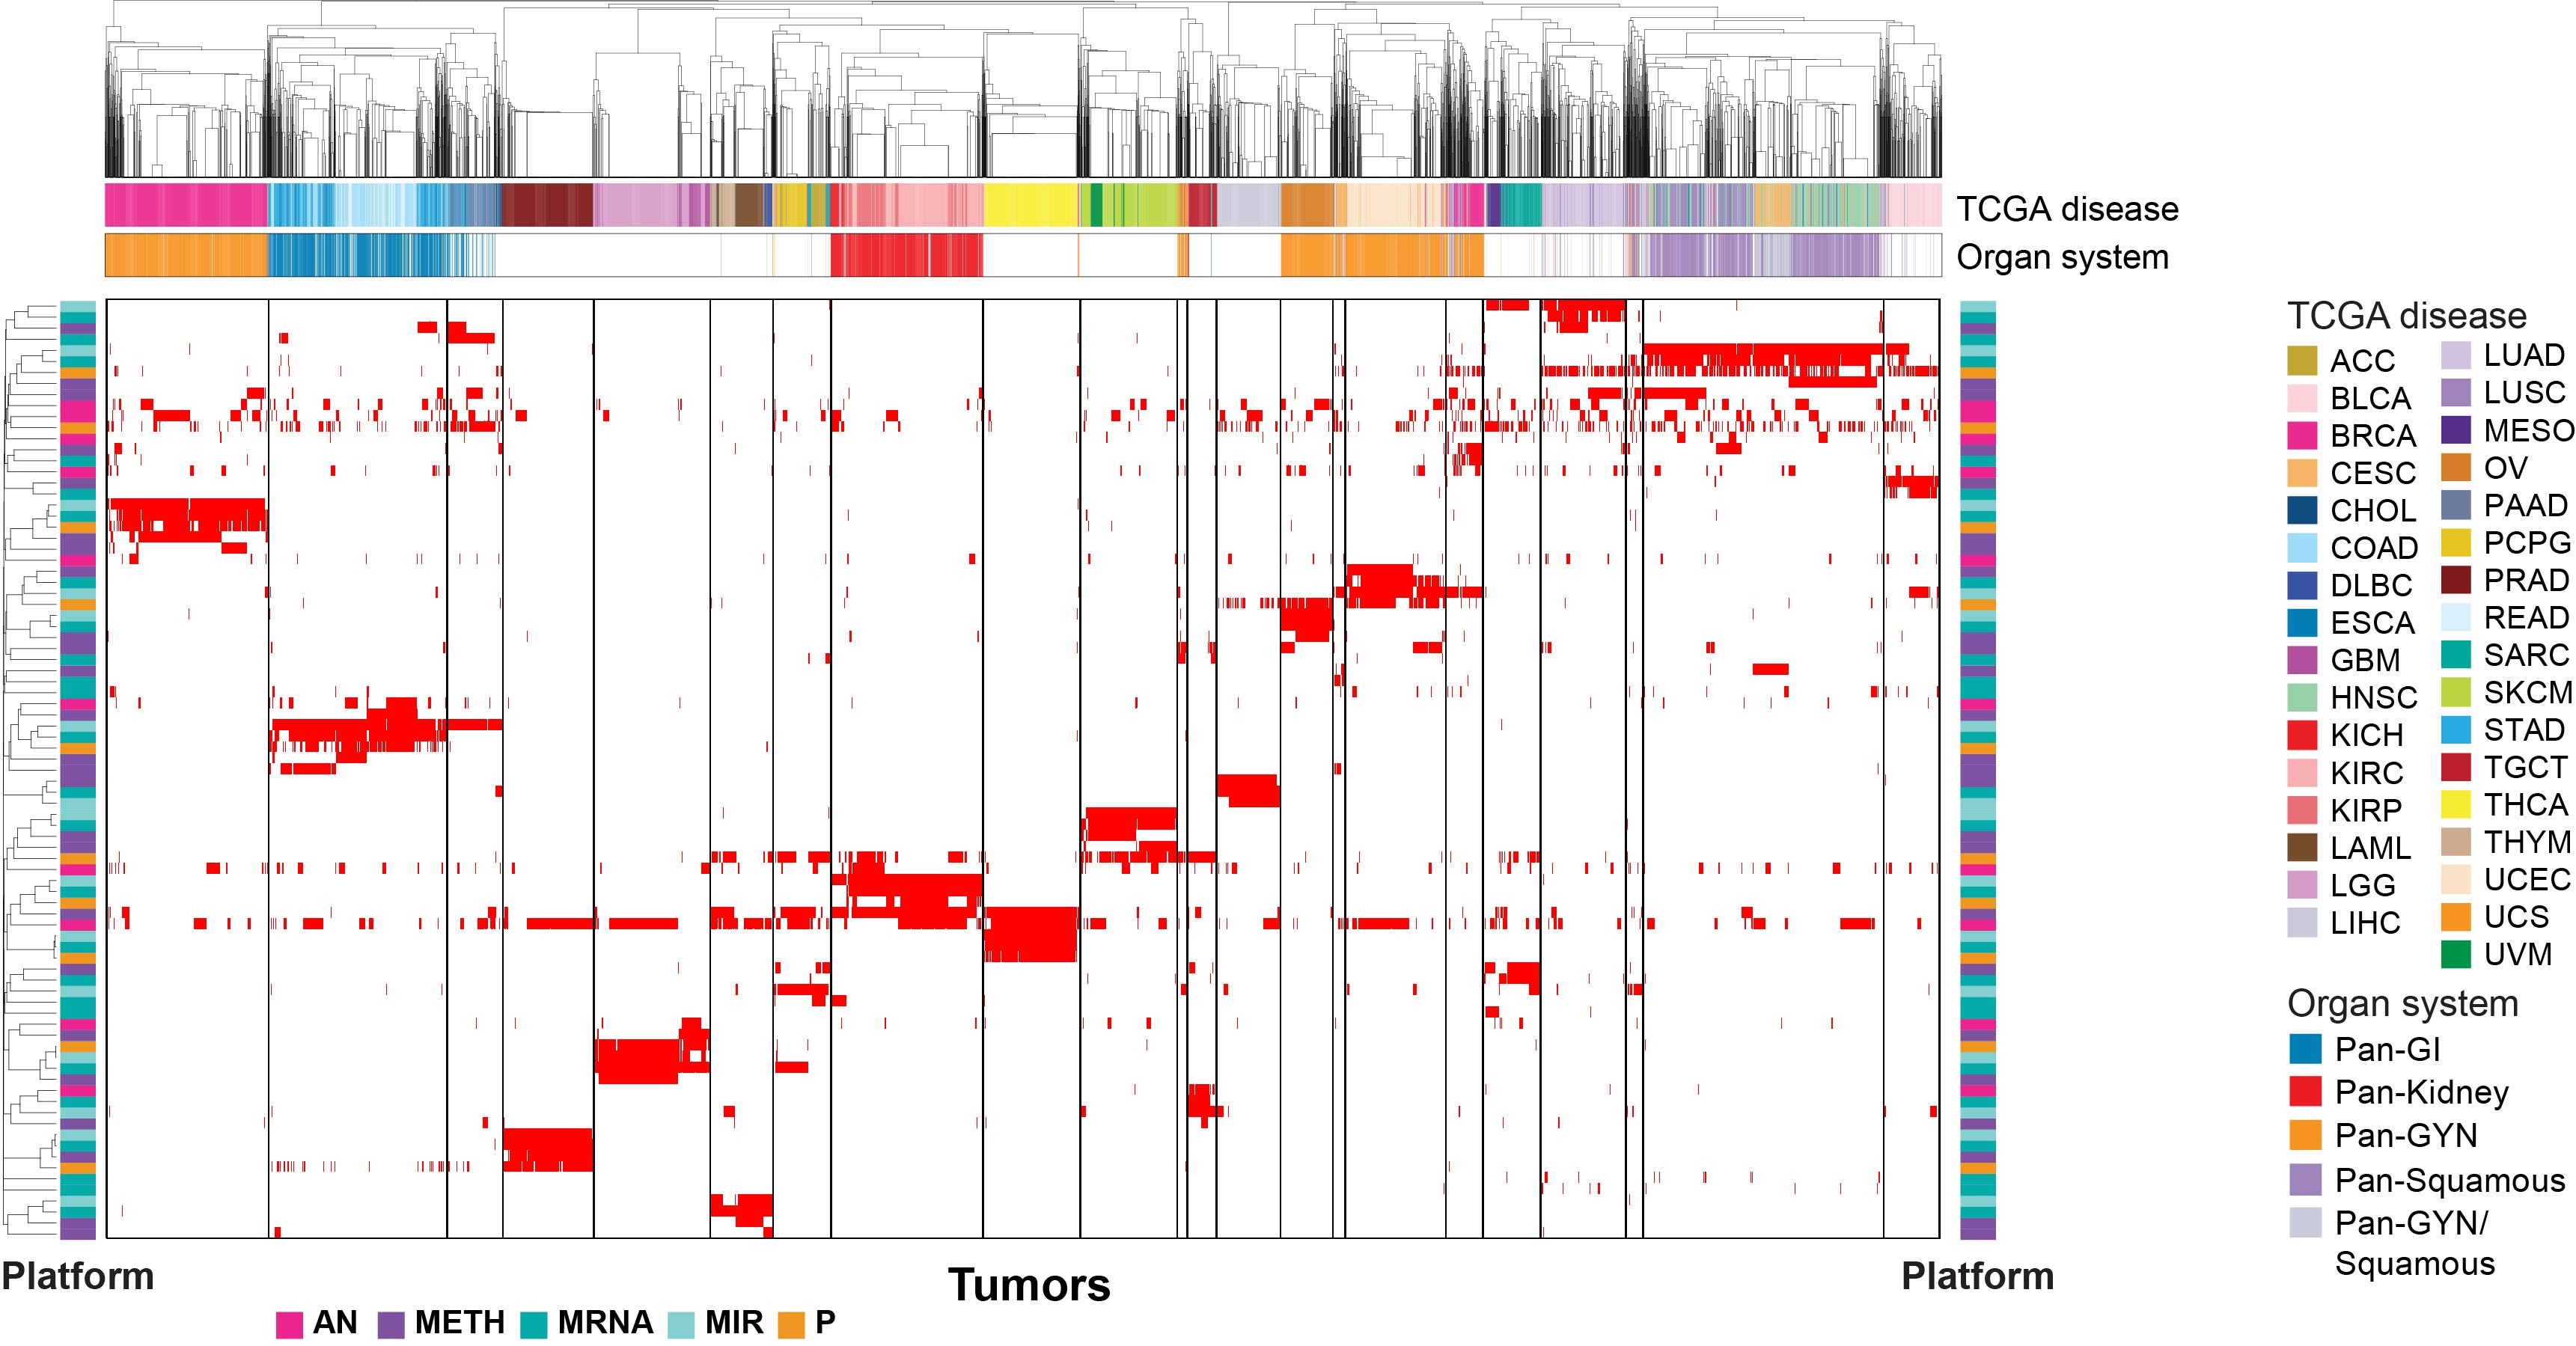 TCGA disease
Organ system
TCGA disease
ACC
BLCA
BRCA
CESC
CHOL
COAD
DLBC
ESCA
GBM
HNSC
KICH
KIRC
KIRP
LAML
LGG
LIHC
LUAD
LUSC
MESO
OV
PAAD
PCPG
PRAD
READ
SARC
SKCM
STAD
TGCT
THCA
THYM
UCEC
UCS
UVM
Organ system
Pan-GI
Pan-Kidney
Pan-GYN
Pan-Squamous
Pan-GYN/
Squamous
Platform
Tumors
Platform
AN METH MRNA MIR P